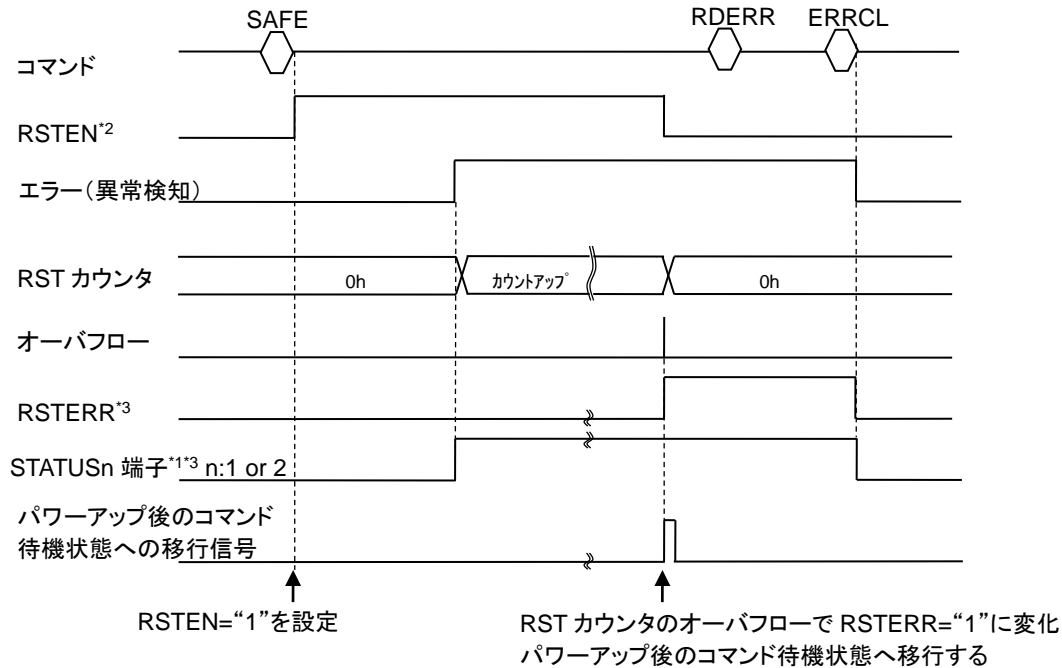 SAFE RDERR ERRCL
コマンド
RSTEN*2
エラー（異常検知）
RST カウンタ 0h カウントアップ 0h
オーバフロー
RSTERR*3
STATUSn 端子*1*3 n:1 or 2
パワーアップ後のコマンド
待機状態への移行信号
RSTEN=“1”を設定
RST カウンタのオーバフローで RSTERR=“1”に変化
パワーアップ後のコマンド待機状態へ移行する